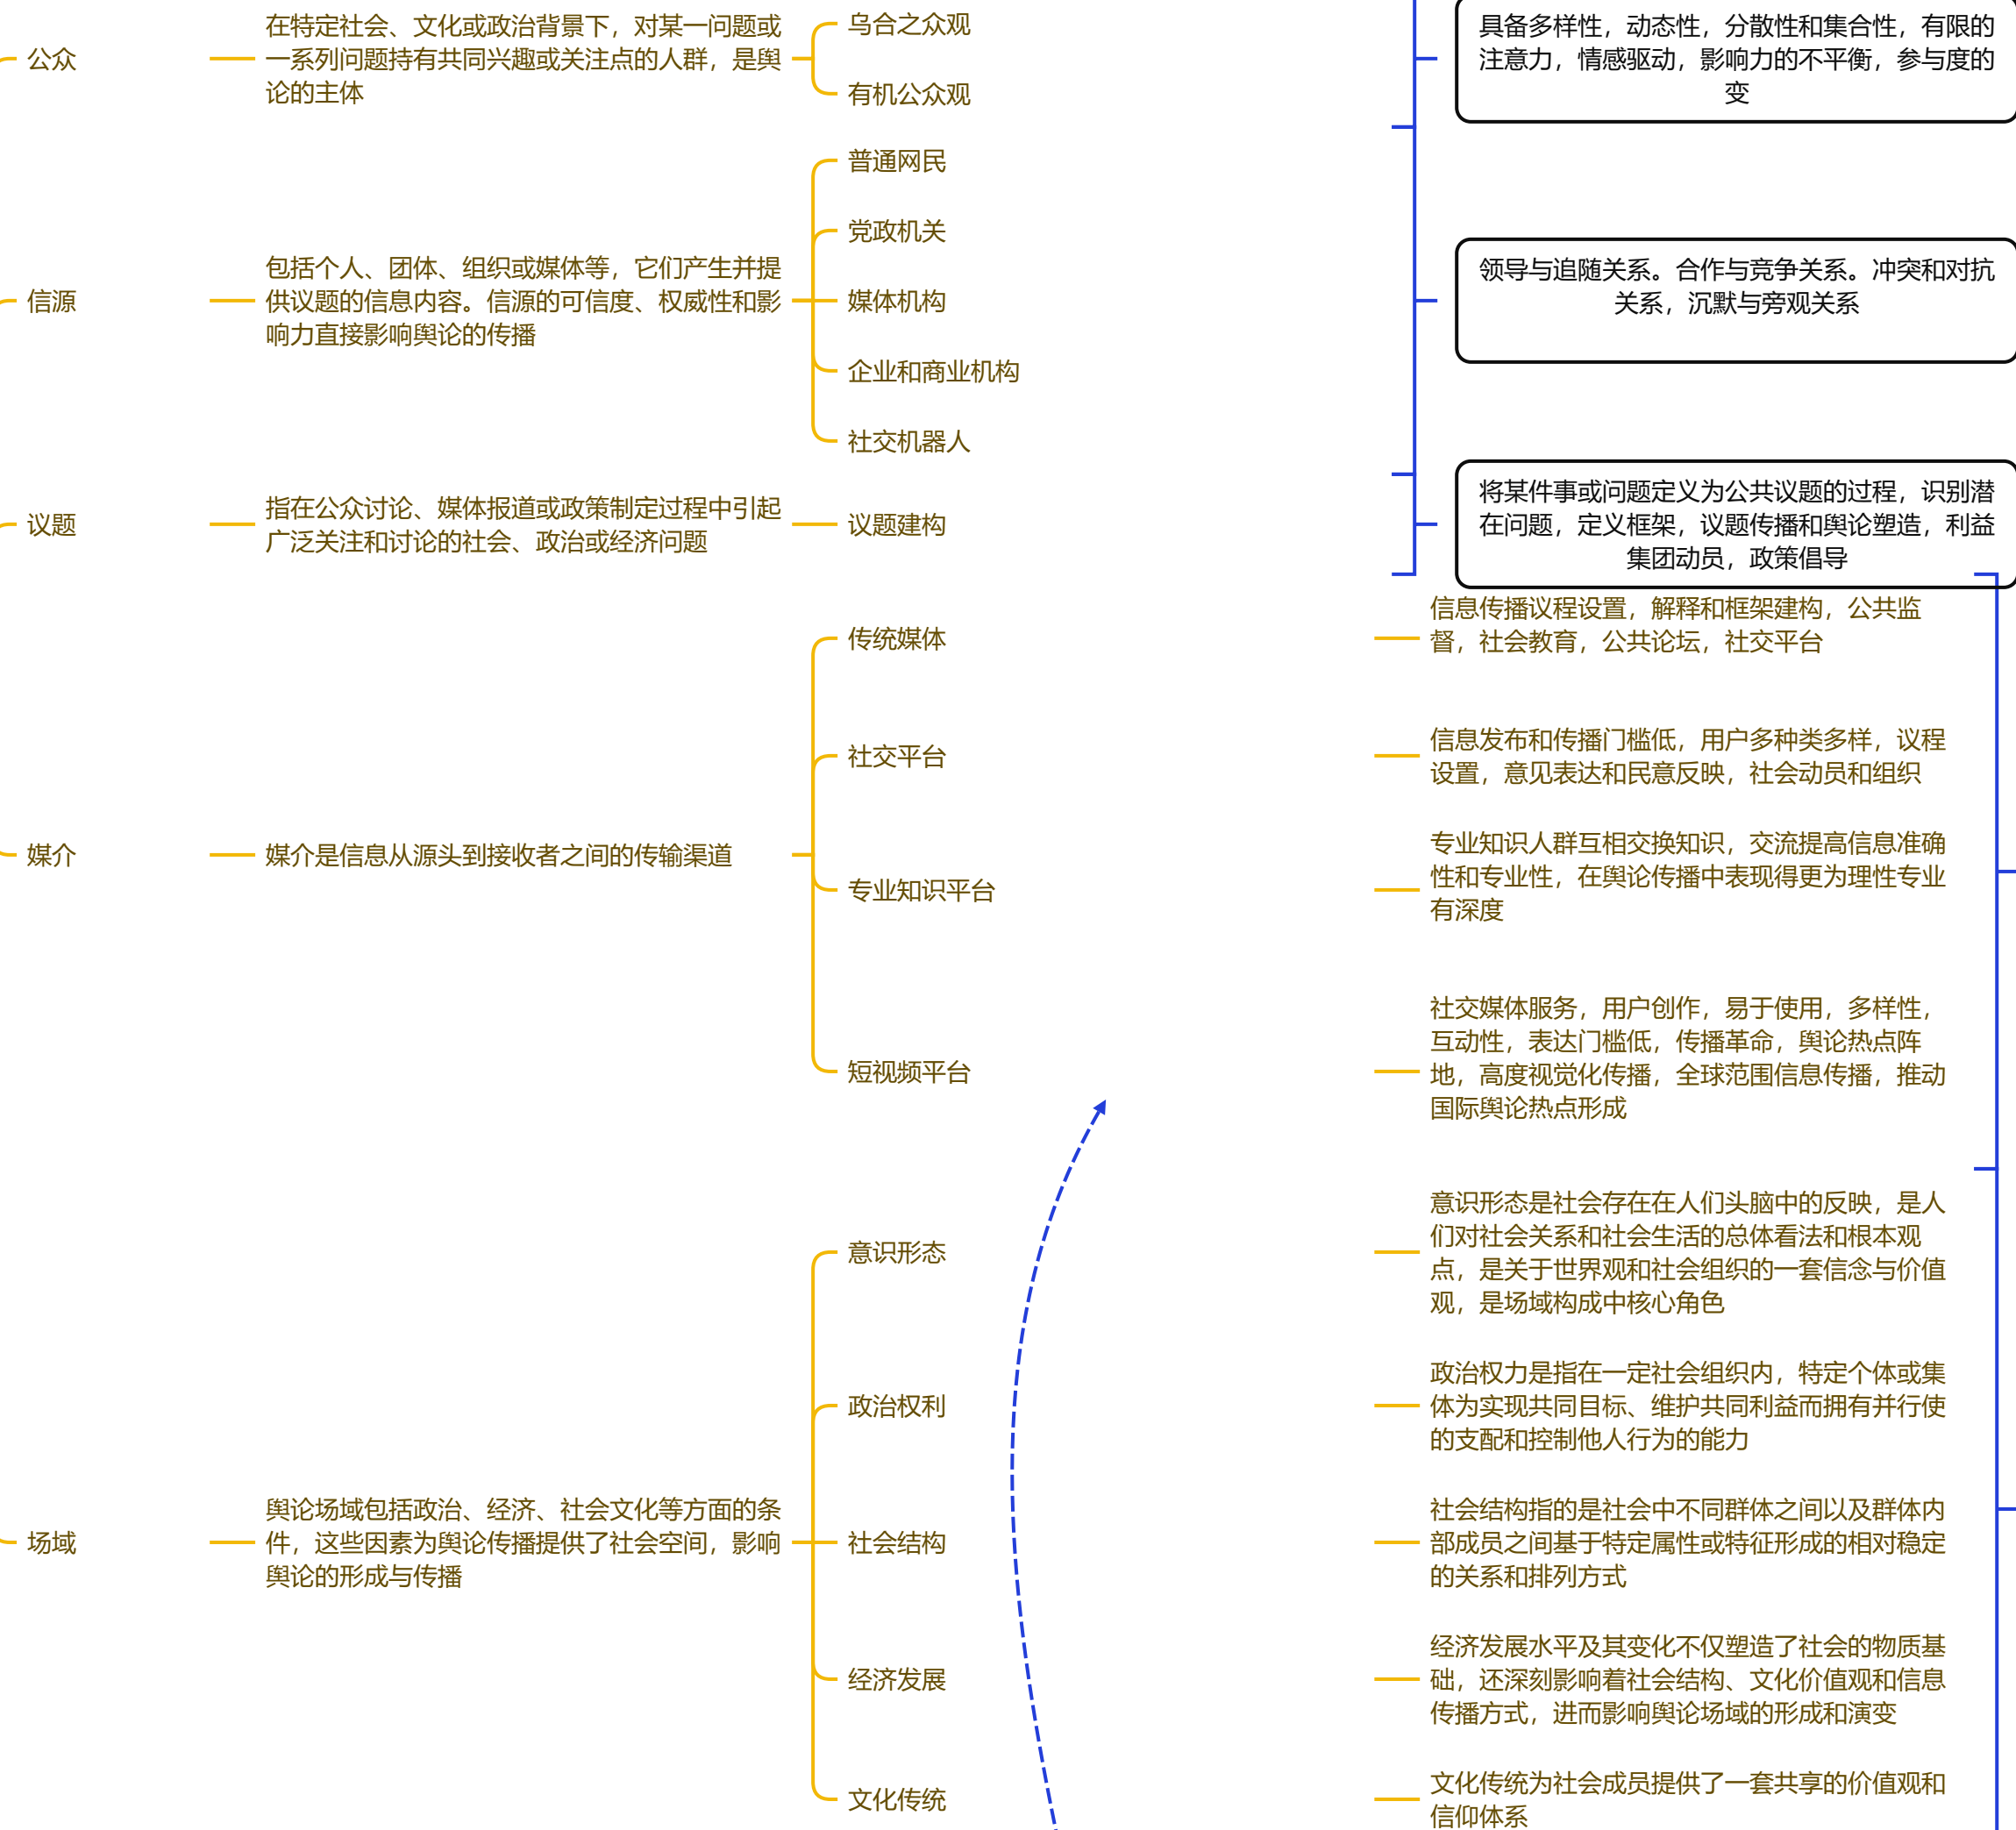 公众
在特定社会、文化或政治背景下，对某一问题或
一系列问题持有共同兴趣或关注点的人群，是舆
论的主体
乌合之众观
有机公众观
具备多样性，动态性，分散性和集合性，有限的
注意力，情感驱动，影响力的不平衡，参与度的
变
信源
包括个人、团体、组织或媒体等，它们产生并提
供议题的信息内容。信源的可信度、权威性和影
响力直接影响舆论的传播
普通网民
党政机关
媒体机构
企业和商业机构
社交机器人
领导与追随关系。合作与竞争关系。冲突和对抗
关系，沉默与旁观关系
议题
指在公众讨论、媒体报道或政策制定过程中引起
广泛关注和讨论的社会、政治或经济问题
议题建构
将某件事或问题定义为公共议题的过程，识别潜
在问题，定义框架，议题传播和舆论塑造，利益
集团动员，政策倡导
媒介
媒介是信息从源头到接收者之间的传输渠道
传统媒体
信息传播议程设置，解释和框架建构，公共监
督，社会教育，公共论坛，社交平台
社交平台
信息发布和传播门槛低，用户多种类多样，议程
设置，意见表达和民意反映，社会动员和组织
专业知识平台
专业知识人群互相交换知识，交流提高信息准确
性和专业性，在舆论传播中表现得更为理性专业
有深度
短视频平台
社交媒体服务，用户创作，易于使用，多样性，
互动性，表达门槛低，传播革命，舆论热点阵
地，高度视觉化传播，全球范围信息传播，推动
国际舆论热点形成
场域
舆论场域包括政治、经济、社会文化等方面的条
件，这些因素为舆论传播提供了社会空间，影响
舆论的形成与传播
意识形态
意识形态是社会存在在人们头脑中的反映，是人
们对社会关系和社会生活的总体看法和根本观
点，是关于世界观和社会组织的一套信念与价值
观，是场域构成中核心角色
政治权利
政治权力是指在一定社会组织内，特定个体或集
体为实现共同目标、维护共同利益而拥有并行使
的支配和控制他人行为的能力
社会结构
社会结构指的是社会中不同群体之间以及群体内
部成员之间基于特定属性或特征形成的相对稳定
的关系和排列方式
经济发展
经济发展水平及其变化不仅塑造了社会的物质基
础，还深刻影响着社会结构、文化价值观和信息
传播方式，进而影响舆论场域的形成和演变
文化传统
文化传统为社会成员提供了一套共享的价值观和
信仰体系